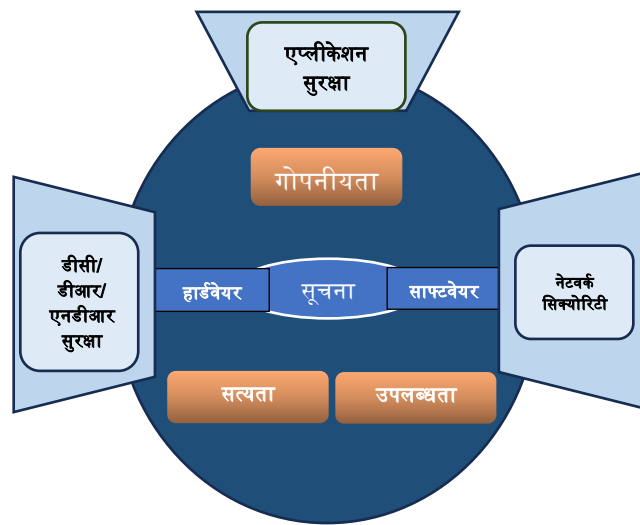 एप्लीकेशन
सुरक्षा
गोपनीयता
डीसी/
डीआर/
एनडीआर
सुरक्षा
हार्डवेयर
सूचना
साफ्टवेयर
नेटवर्क
सिक्योरिटी
सत्यता
उपलब्धता